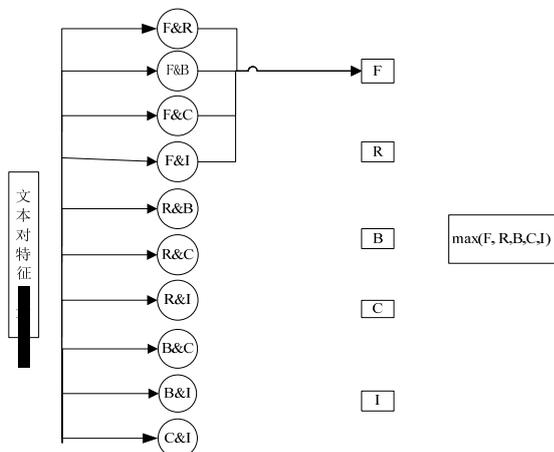 F&R
F&B
F
F&C
F&I
R
文
本
对
特
征
R&B
B
max(F, R,B,C,I)
R&C
R&I
C
B&C
B&I
I
C&I